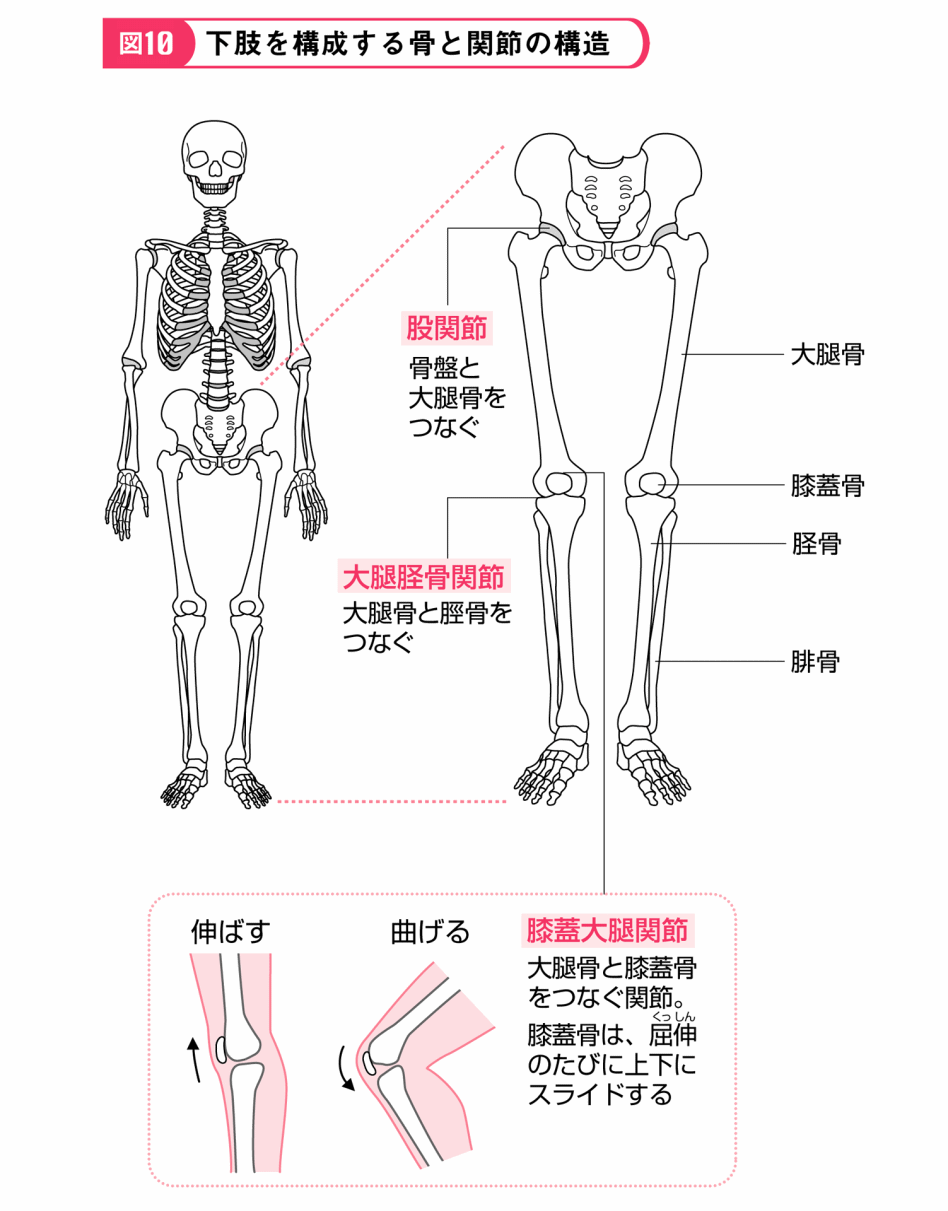 図10 下肢を構成する骨と関節の構造
股関節
骨盤と
大腿骨を
つなぐ
大腿骨
膝蓋骨
脛骨
腓骨
大腿脛骨関節
大腿骨と脛骨を
つなぐ
伸ばす
曲げる
膝蓋大腿関節
大腿骨と膝蓋骨
をつなぐ関節。
くっしん
膝蓋骨は、屈伸
のたびに上下に
スライドする